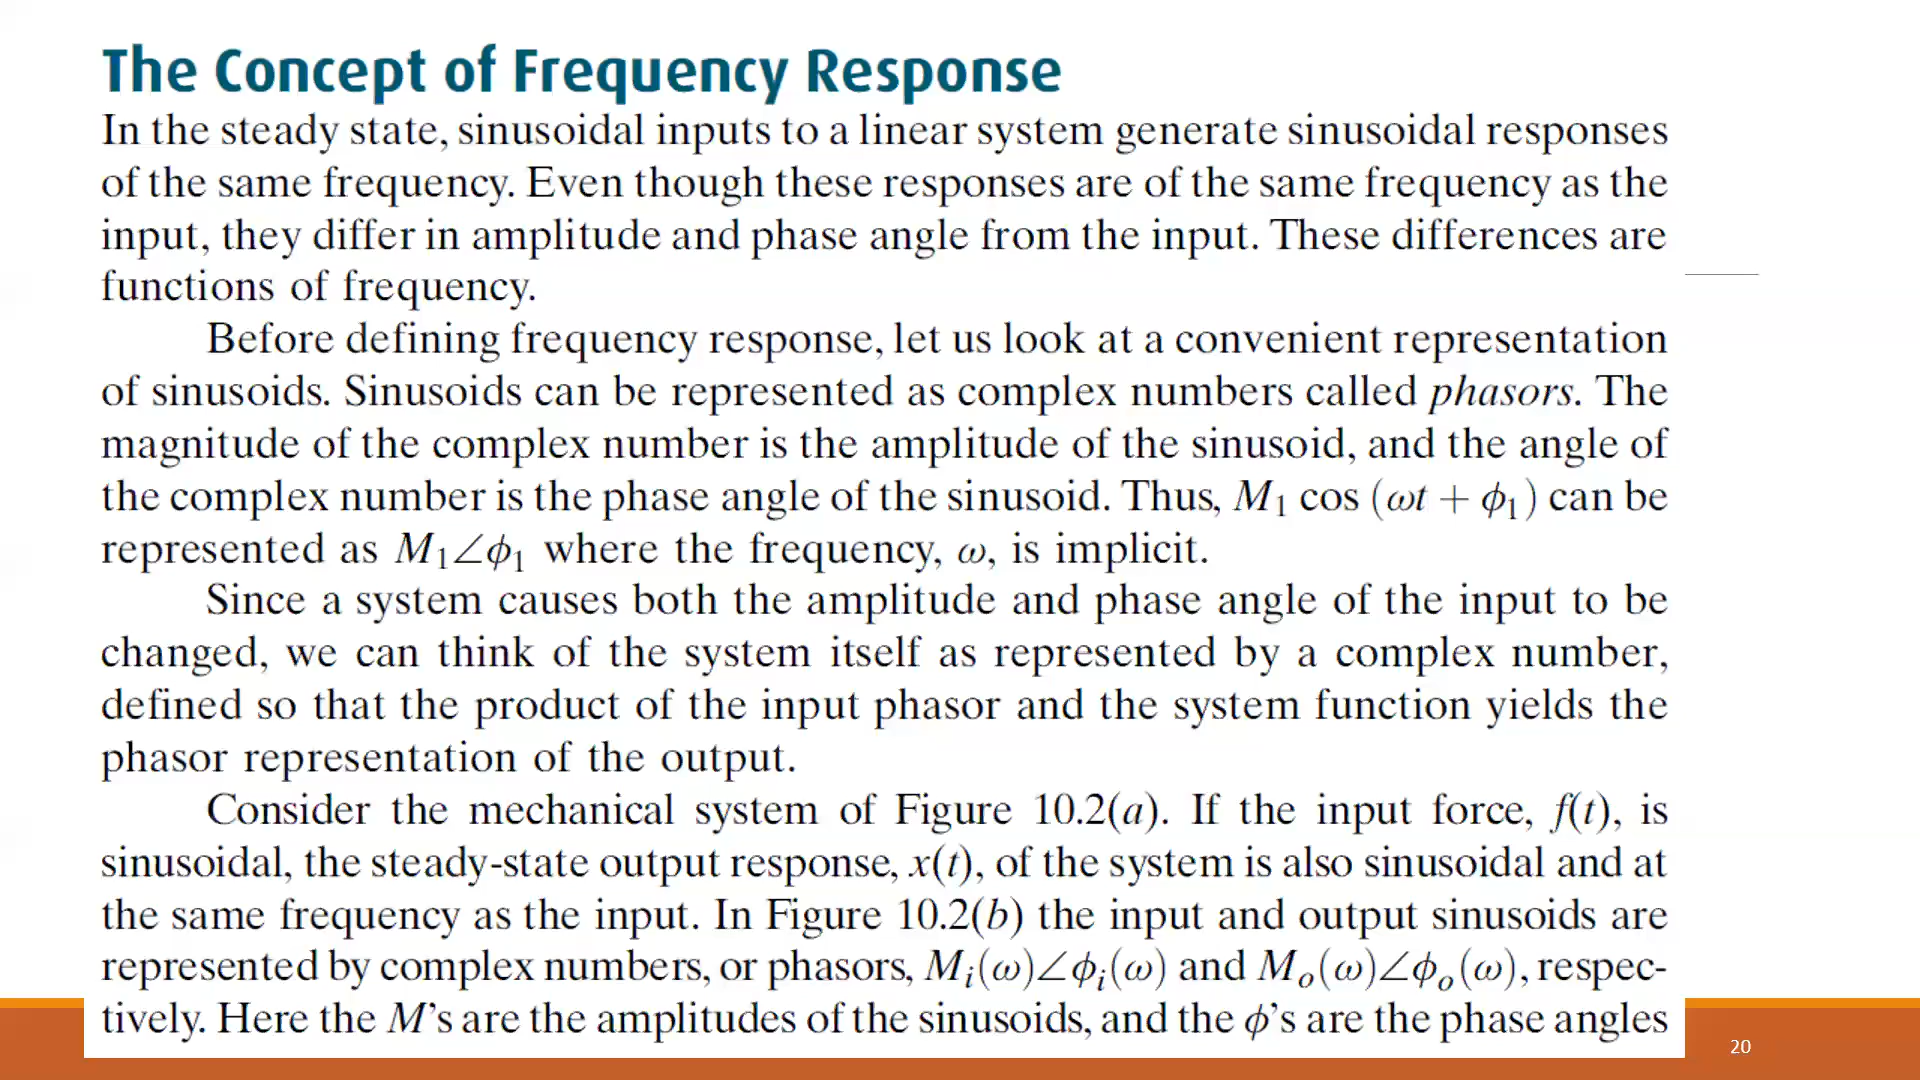 The Concept of Frequency Response
In the steady state, sinusoidal inputs to a linear system generate sinusoidal responses
of the same frequency. Even though these responses are of the same frequency as the
input, they differ in amplitude and phase angle from the input. These differences are
functions of frequency.
Before defining frequency response, let us look at a convenient representation
of sinusoids. Sinusoids can be represented as complex numbers called phasors. The
magnitude of the complex number is the amplitude of the sinusoid, and the angle of
the complex number is the phase angle of the sinusoid. Thus, M₁ cos (ωt + ϕ₁) can be
represented as M₁∠ϕ₁ where the frequency, ω, is implicit.
Since a system causes both the amplitude and phase angle of the input to be
changed, we can think of the system itself as represented by a complex number,
defined so that the product of the input phasor and the system function yields the
phasor representation of the output.
Consider the mechanical system of Figure 10.2(a). If the input force, f(t), is
sinusoidal, the steady-state output response, x(t), of the system is also sinusoidal and at
the same frequency as the input. In Figure 10.2(b) the input and output sinusoids are
represented by complex numbers, or phasors, Mᵢ(ω)∠ϕᵢ(ω) and Mₒ(ω)∠ϕₒ(ω), respec-
tively. Here the M’s are the amplitudes of the sinusoids, and the ϕ’s are the phase angles
20